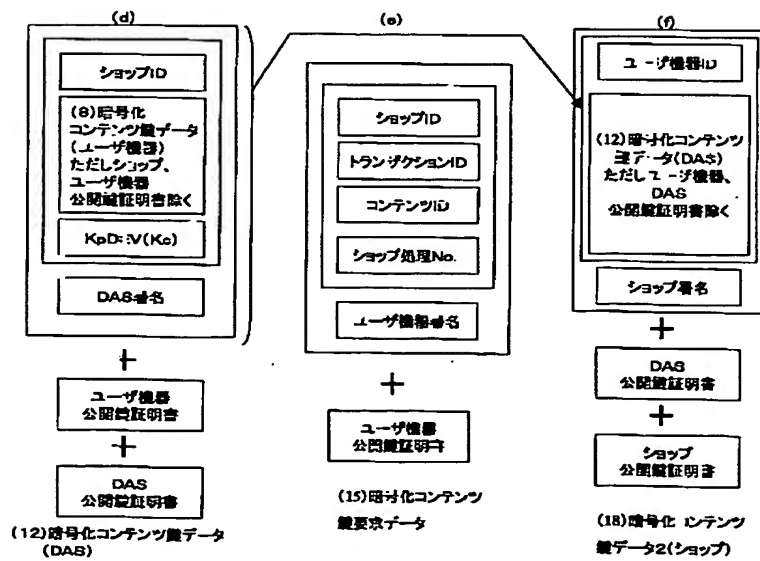 (d)
ショップID
(8)暗号化
コンテンツ鍵データ
(ユーザ機器)
ただしショップ、
ユーザ機器
公開鍵証明書除く
(Kc)
DAS署名
+
ユーザ機器
公開鍵証明書
+
DAS
公開鍵証明書
(12)暗号化コンテンツ鍵データ
(DAS)
(e)
ショップID
トランザクションID
コンテンツID
ショップ処理No.
ユーザ機器署名
+
ユーザ機器
公開鍵証明書
(15)暗号化コンテンツ
鍵要求データ
(f)
ユーザ機器ID
(12)暗号化コンテンツ
鍵データ(DAS)
ただしユーザ機器、
DAS
公開鍵証明書除く
ショップ署名
+
DAS
公開鍵証明書
+
ショップ
公開鍵証明書
(18)暗号化コンテンツ
鍵データ2(ショップ)